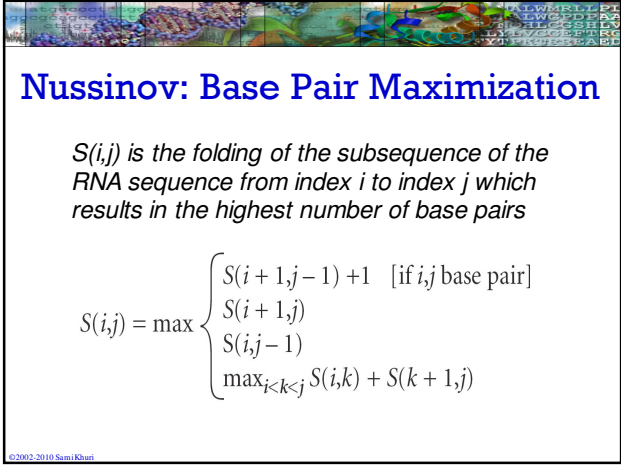 ALWMRLLPL
ALWGPDPAA
Nussinov: Base Pair Maximization
S(i,j) is the folding of the subsequence of the
RNA sequence from index i to index j which
results in the highest number of base pairs
S(i,j) = max { S(i + 1,j – 1) +1 [if i,j base pair]
S(i + 1,j)
S(i,j – 1)
max i<k<j S(i,k) + S(k + 1,j)
©2002-2010 Sami Khuri